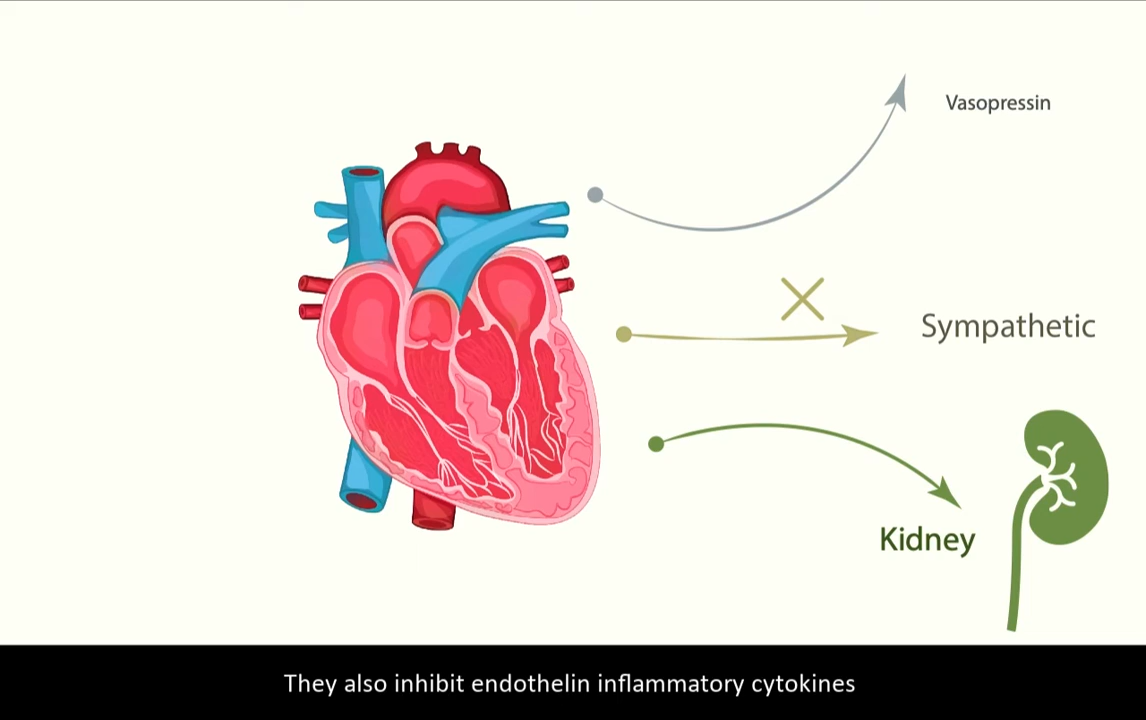 Vasopressin
Sympathetic
Kidney
They also inhibit endothelin inflammatory cytokines